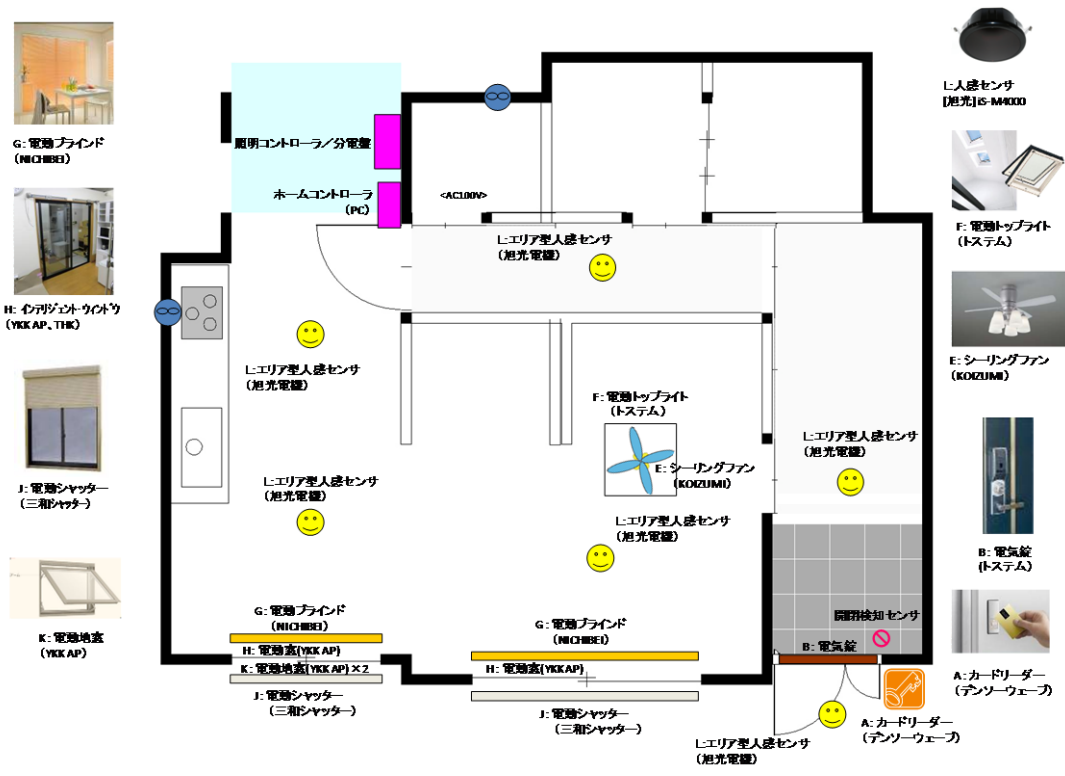 G: 電動ブラインド
(NICHIBEI)
H: インテリジェント・ウィンドウ
(YKK AP、THK)
J: 電動シャッター
(三和シャッター)
K: 電動地窓
(YKK AP)
照明コントローラ／分電盤
ホームコントローラ
(PC)
<AC100V>
L:エリア型人感センサ
(旭光電機)
L:エリア型人感センサ
(旭光電機)
F: 電動トップライト
(トステム)
E: シーリングファン
(KOIZUMI)
L:エリア型人感センサ
(旭光電機)
L:エリア型人感センサ
(旭光電機)
L:エリア型人感センサ
(旭光電機)
G: 電動ブラインド
(NICHIBEI)
H: 電動窓(YKK AP)
K: 電動地窓(YKK AP)×2
J: 電動シャッター
(三和シャッター)
G: 電動ブラインド
(NICHIBEI)
H: 電動窓(YKK AP)
J: 電動シャッター
(三和シャッター)
開閉検知センサ
B: 電気錠
A: カードリーダー
(デンソーウェーブ)
L:エリア型人感センサ
(旭光電機)
L:人感センサ
[旭光]iS-M4000
F: 電動トップライト
(トステム)
E: シーリングファン
(KOIZUMI)
B: 電気錠
(トステム)
A: カードリーダー
(デンソーウェーブ)